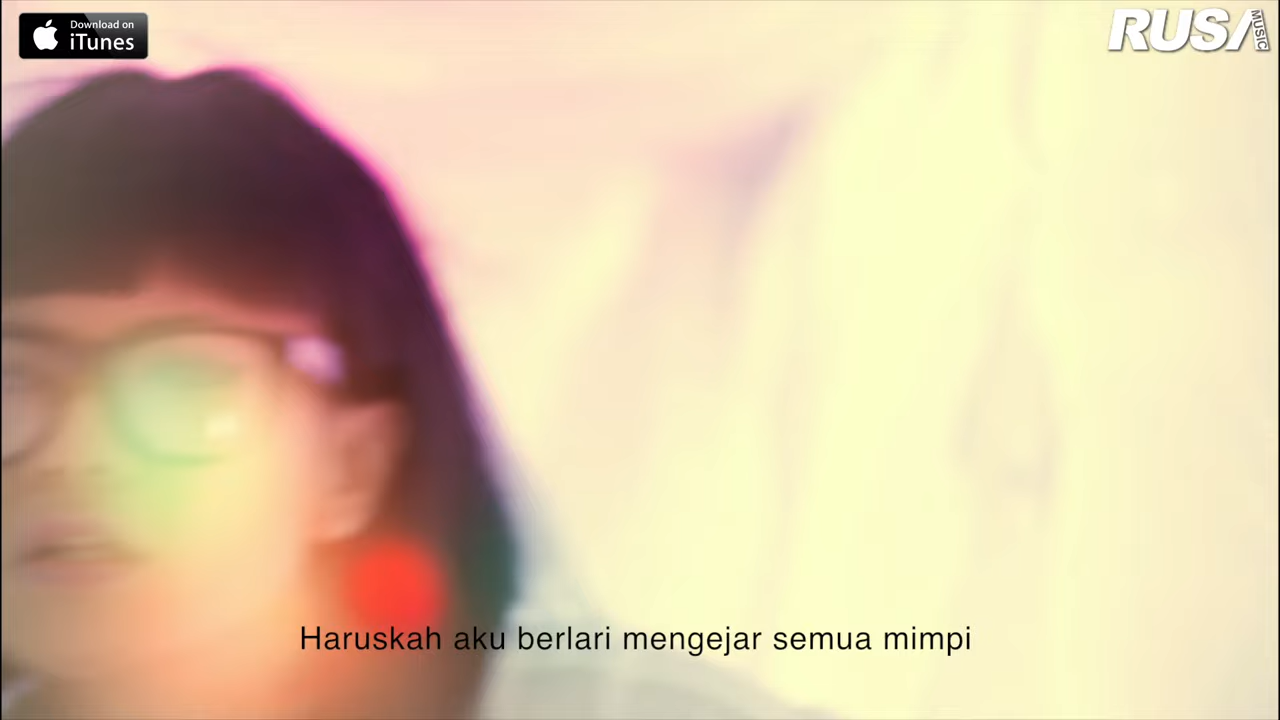 Download on
iTunes
RUSA
MUSIC
Haruskah aku berlari mengejar semua mimpi